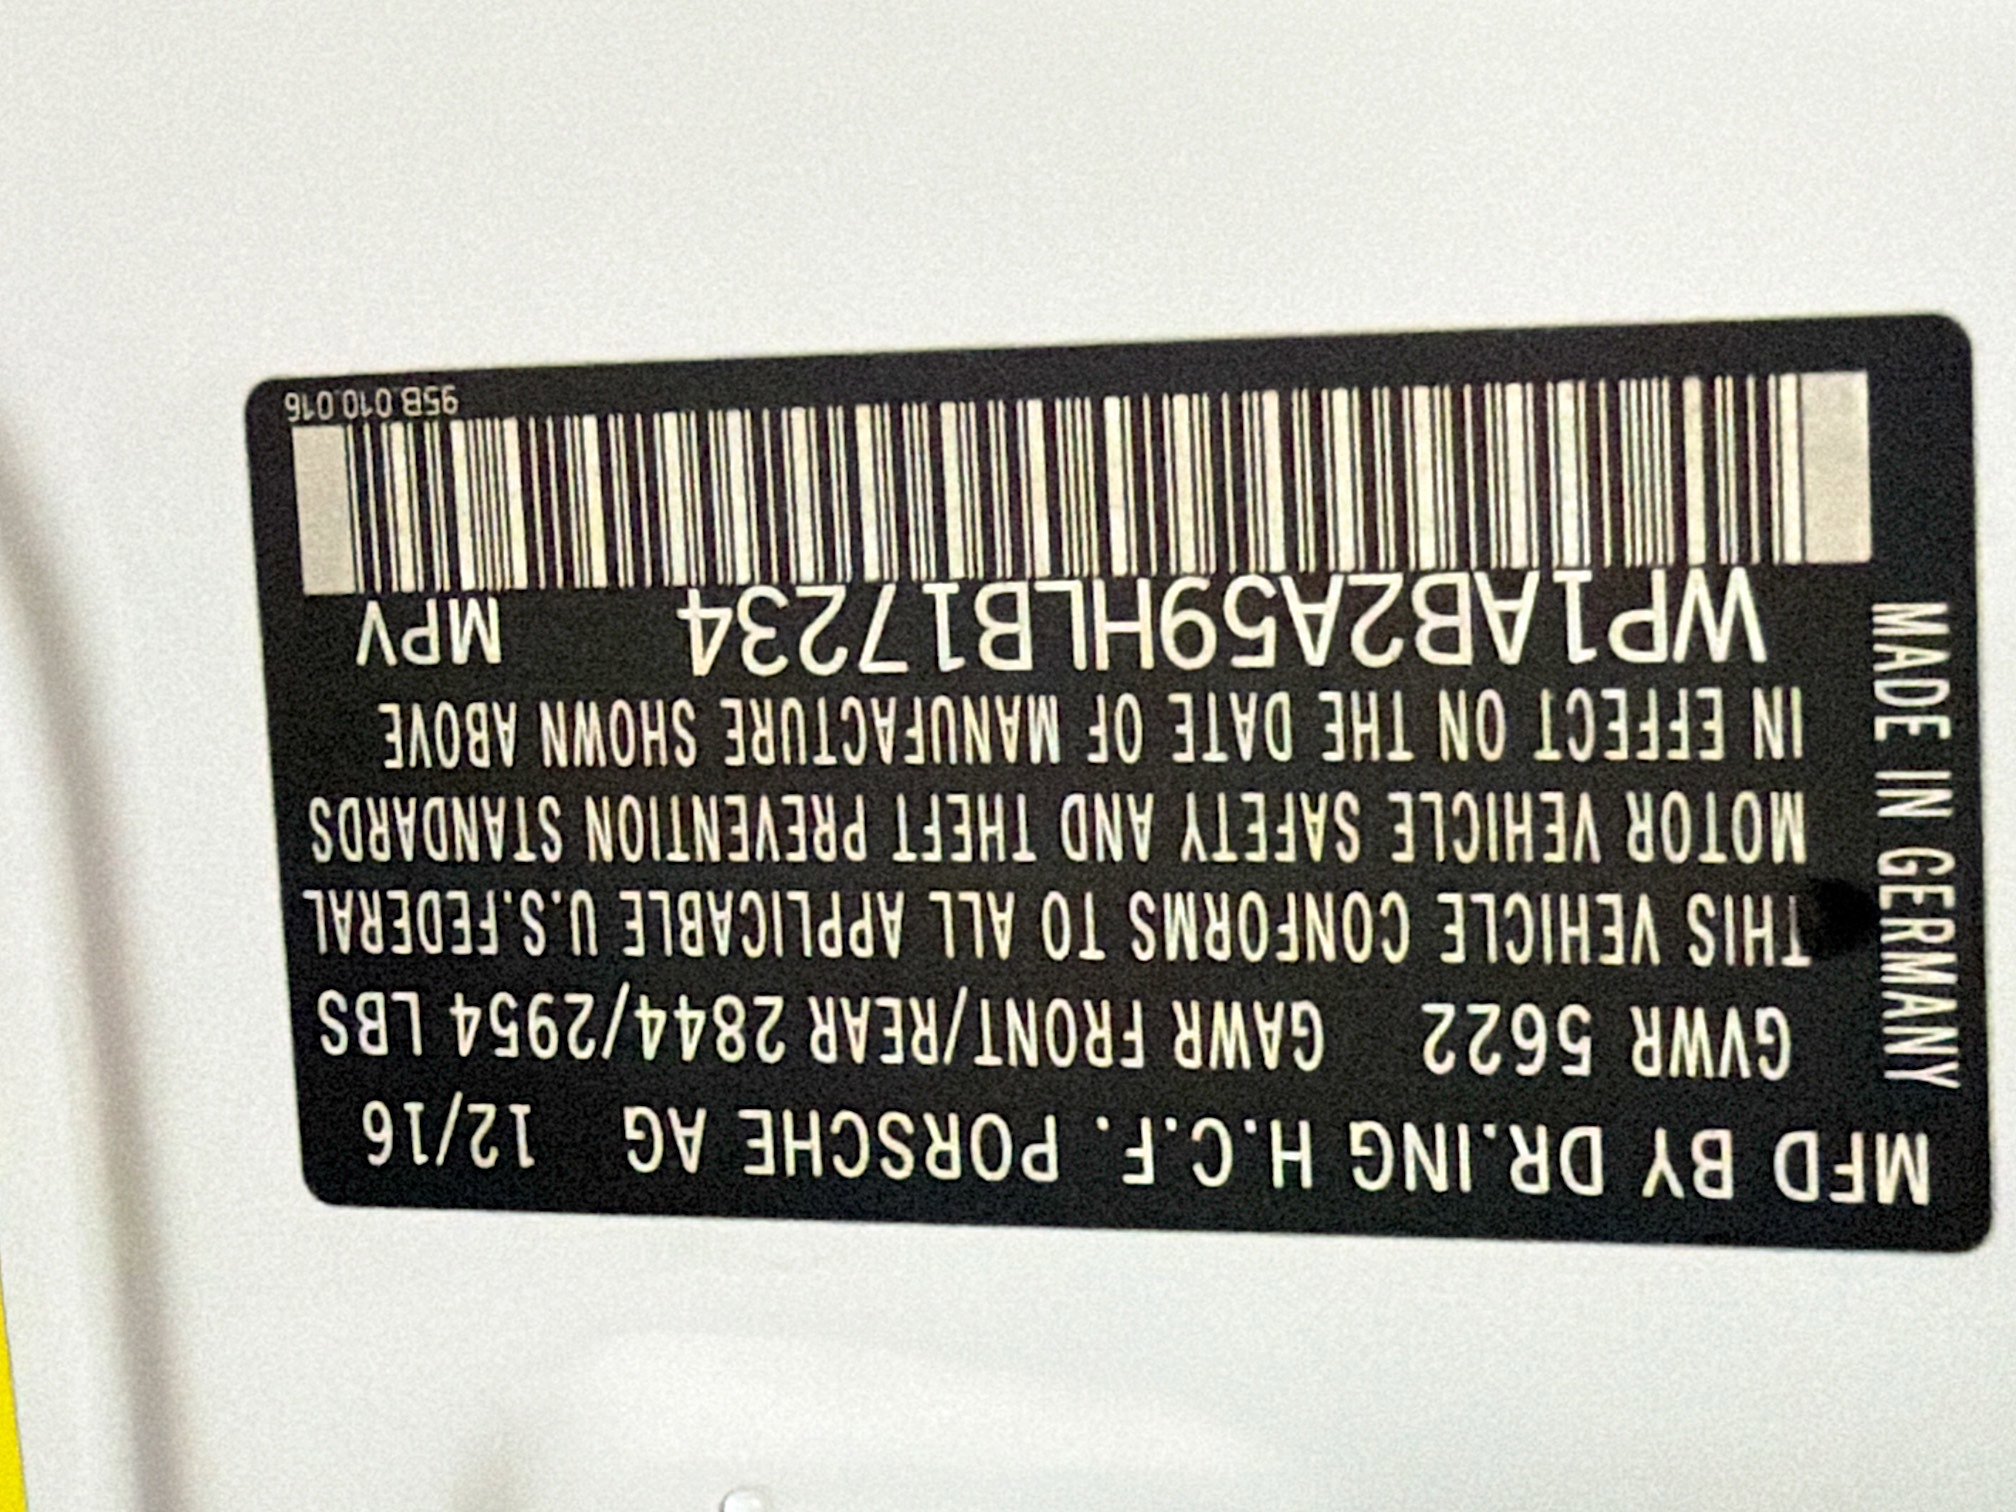 MFD BY DR.ING H.C.F. PORSCHE AG 12/16
GVWR 5622 GAWR FRONT/REAR 2844/2954 LBS
THIS VEHICLE CONFORMS TO ALL APPLICABLE U.S.FEDERAL
MOTOR VEHICLE SAFETY AND THEFT PREVENTION STANDARDS
IN EFFECT ON THE DATE OF MANUFACTURE SHOWN ABOVE
WP1AB2A59HLB17234 MPV
95B.010.016
MADE IN GERMANY